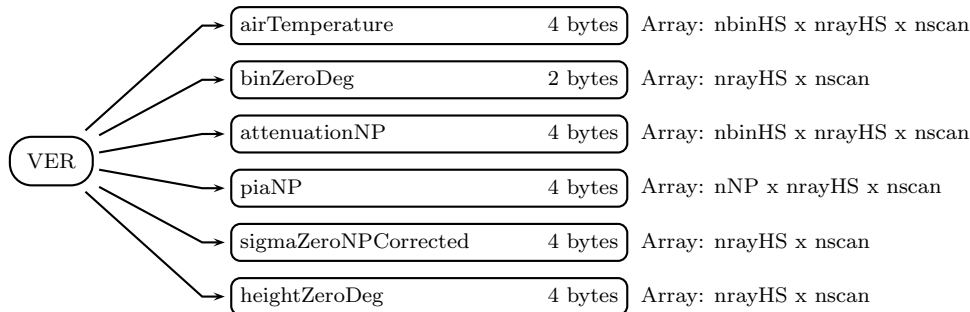 airTemperature 4 bytes Array: nbinHS x nrayHS x nscan
binZeroDeg 2 bytes Array: nrayHS x nscan
attenuationNP 4 bytes Array: nbinHS x nrayHS x nscan
VER
piaNP 4 bytes Array: nNP x nrayHS x nscan
sigmaZeroNPCorrected 4 bytes Array: nrayHS x nscan
heightZeroDeg 4 bytes Array: nrayHS x nscan